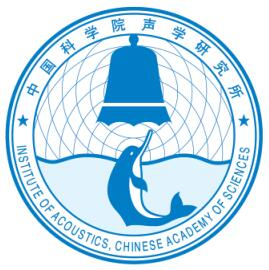 中国科学院声学研究所
INSTITUTE OF ACOUSTICS, CHINESE ACADEMY OF SCIENCES